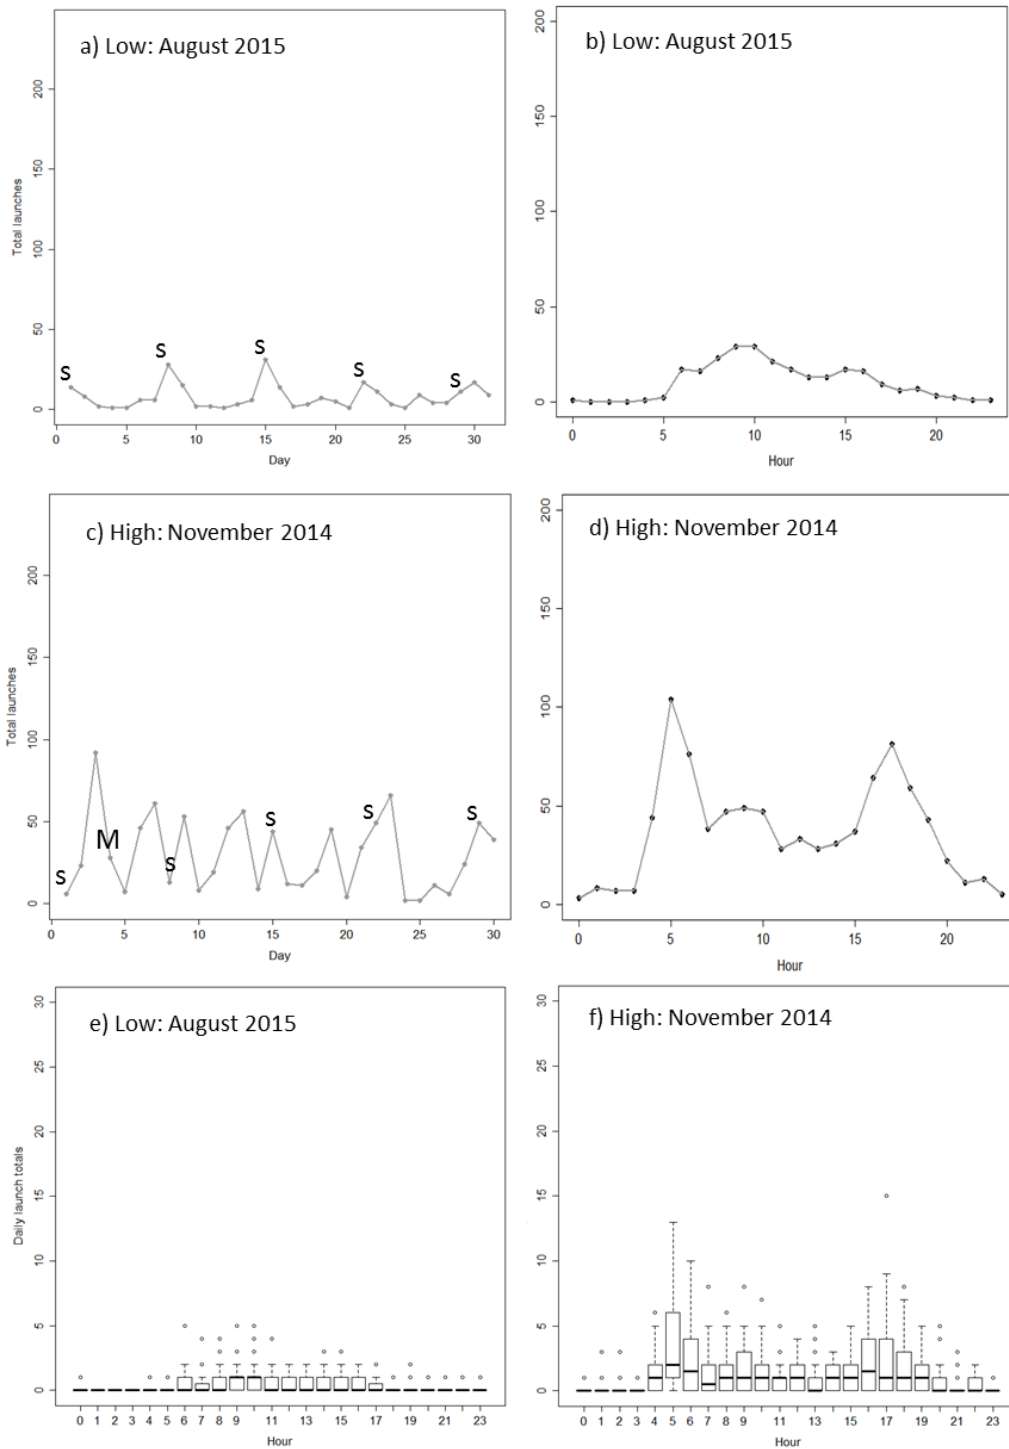 a) Low: August 2015
Total launches
200
150
100
50
0
S
S
S
S
S
0 5 10 15 20 25 30
Day
b) Low: August 2015
200
150
100
50
0
0 5 10 15 20
Hour
c) High: November 2014
Total launches
200
150
100
50
0
S
M
S
S
S
S
0 5 10 15 20 25 30
Day
d) High: November 2014
200
150
100
50
0
0 5 10 15 20
Hour
e) Low: August 2015
Daily launch totals
30
25
20
15
10
5
0
0 1 2 3 4 5 6 7 8 9 11 13 15 17 19 21 23
Hour
f) High: November 2014
30
25
20
15
10
5
0
0 1 2 3 4 5 6 7 8 9 11 13 15 17 19 21 23
Hour